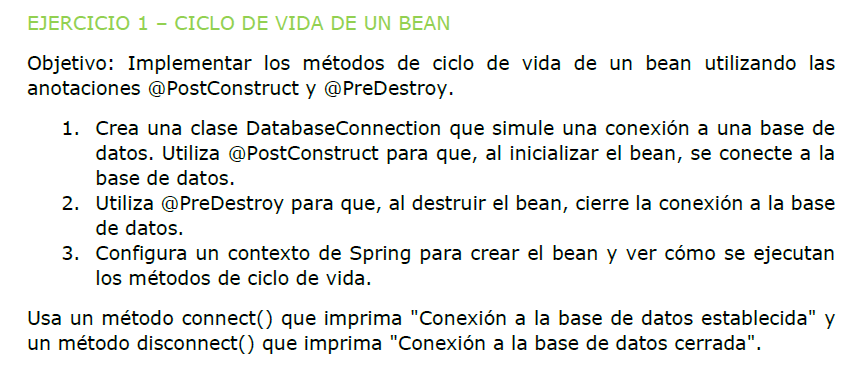 EJERCICIO 1 – CICLO DE VIDA DE UN BEAN
Objetivo: Implementar los métodos de ciclo de vida de un bean utilizando las
anotaciones @PostConstruct y @PreDestroy.
1. Crea una clase DatabaseConnection que simule una conexión a una base de
datos. Utiliza @PostConstruct para que, al inicializar el bean, se conecte a la
base de datos.
2. Utiliza @PreDestroy para que, al destruir el bean, cierre la conexión a la base
de datos.
3. Configura un contexto de Spring para crear el bean y ver cómo se ejecutan
los métodos de ciclo de vida.
Usa un método connect() que imprima "Conexión a la base de datos establecida" y
un método disconnect() que imprima "Conexión a la base de datos cerrada".